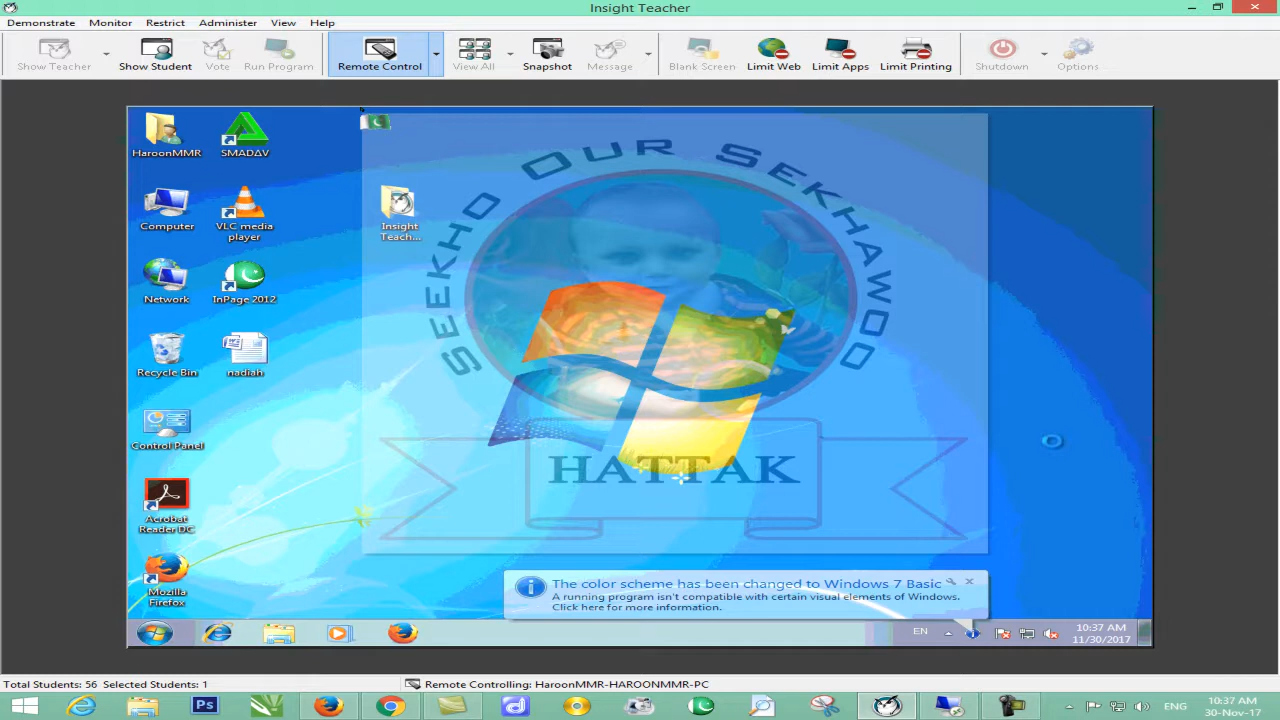 Insight Teacher
Demonstrate Monitor Restrict Administer View Help
Show Teacher Show Student Vote Run Program Remote Control View All Snapshot Message Blank Screen Limit Web Limit Apps Limit Printing Shutdown Options
HaroonMMR
SMADΔV
SEEKHO OUR SEKHAWOO
Computer
VLC media
player
Insight
Teach...
Network
InPage 2012
Recycle Bin
nadiah
Control Panel
HATTAK
Acrobat
Reader DC
Mozilla
Firefox
The color scheme has been changed to Windows 7 Basic
A running program isn't compatible with certain visual elements of Windows.
Click here for more information.
EN
10:37 AM
11/30/2017
Total Students: 56 Selected Students: 1
Remote Controlling: HaroonMMR-HAROONMMR-PC
Ps
ENG
10:37 AM
30-Nov-17